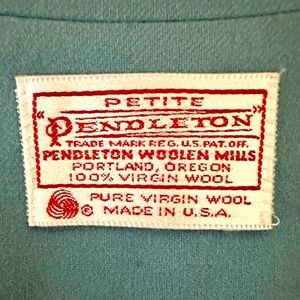 PETITE
"PENDLETON"
TRADE MARK REG. U.S. PAT. OFF.
PENDLETON WOOLEN MILLS
PORTLAND, OREGON
100% VIRGIN WOOL
PURE VIRGIN WOOL
® MADE IN U.S.A.